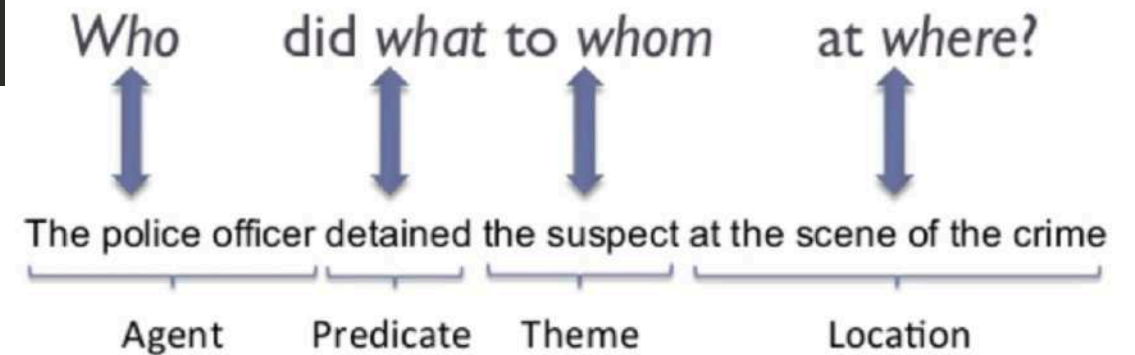 Who did what to whom at where?
The police officer detained the suspect at the scene of the crime
Agent Predicate Theme Location